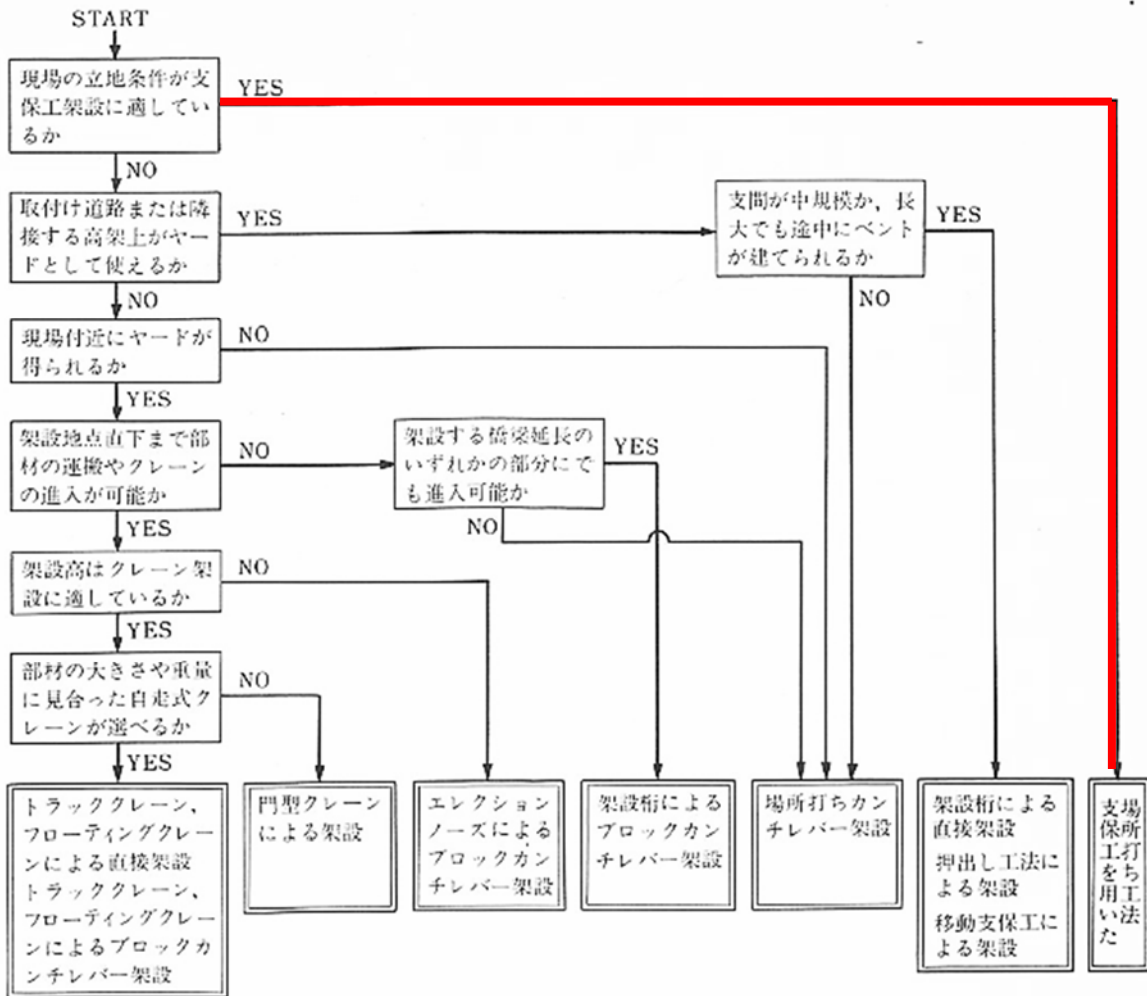 START
現場の立地条件が支
保工架設に適してい
るか
YES
NO
取付け道路または隣
接する高架上がヤー
ドとして使えるか
YES
支間が中規模か、長
大でも途中にベント
が建てられるか
YES
NO
NO
現場付近にヤードが
得られるか
NO
YES
架設地点直下まで部
材の運搬やクレーン
の進入が可能か
NO
架設する橋梁延長の
いずれかの部分にで
も進入可能か
YES
NO
YES
架設高はクレーン架
設に適しているか
NO
YES
部材の大きさや重量
に見合った自走式ク
レーンが選べるか
NO
YES
トラッククレーン、
フローティングクレー
ンによる直接架設
トラッククレーン、
フローティングクレー
ンによるブロックカ
ンチレバー架設
門型クレーン
による架設
エレクション
ノーズによる
ブロックカン
チレバー架設
架設桁による
ブロックカン
チレバー架設
場所打ちカン
チレバー架設
架設桁による
直接架設
押出し工法
による架設
移動支保工に
よる架設
支保工を用いた
場所打ち工法